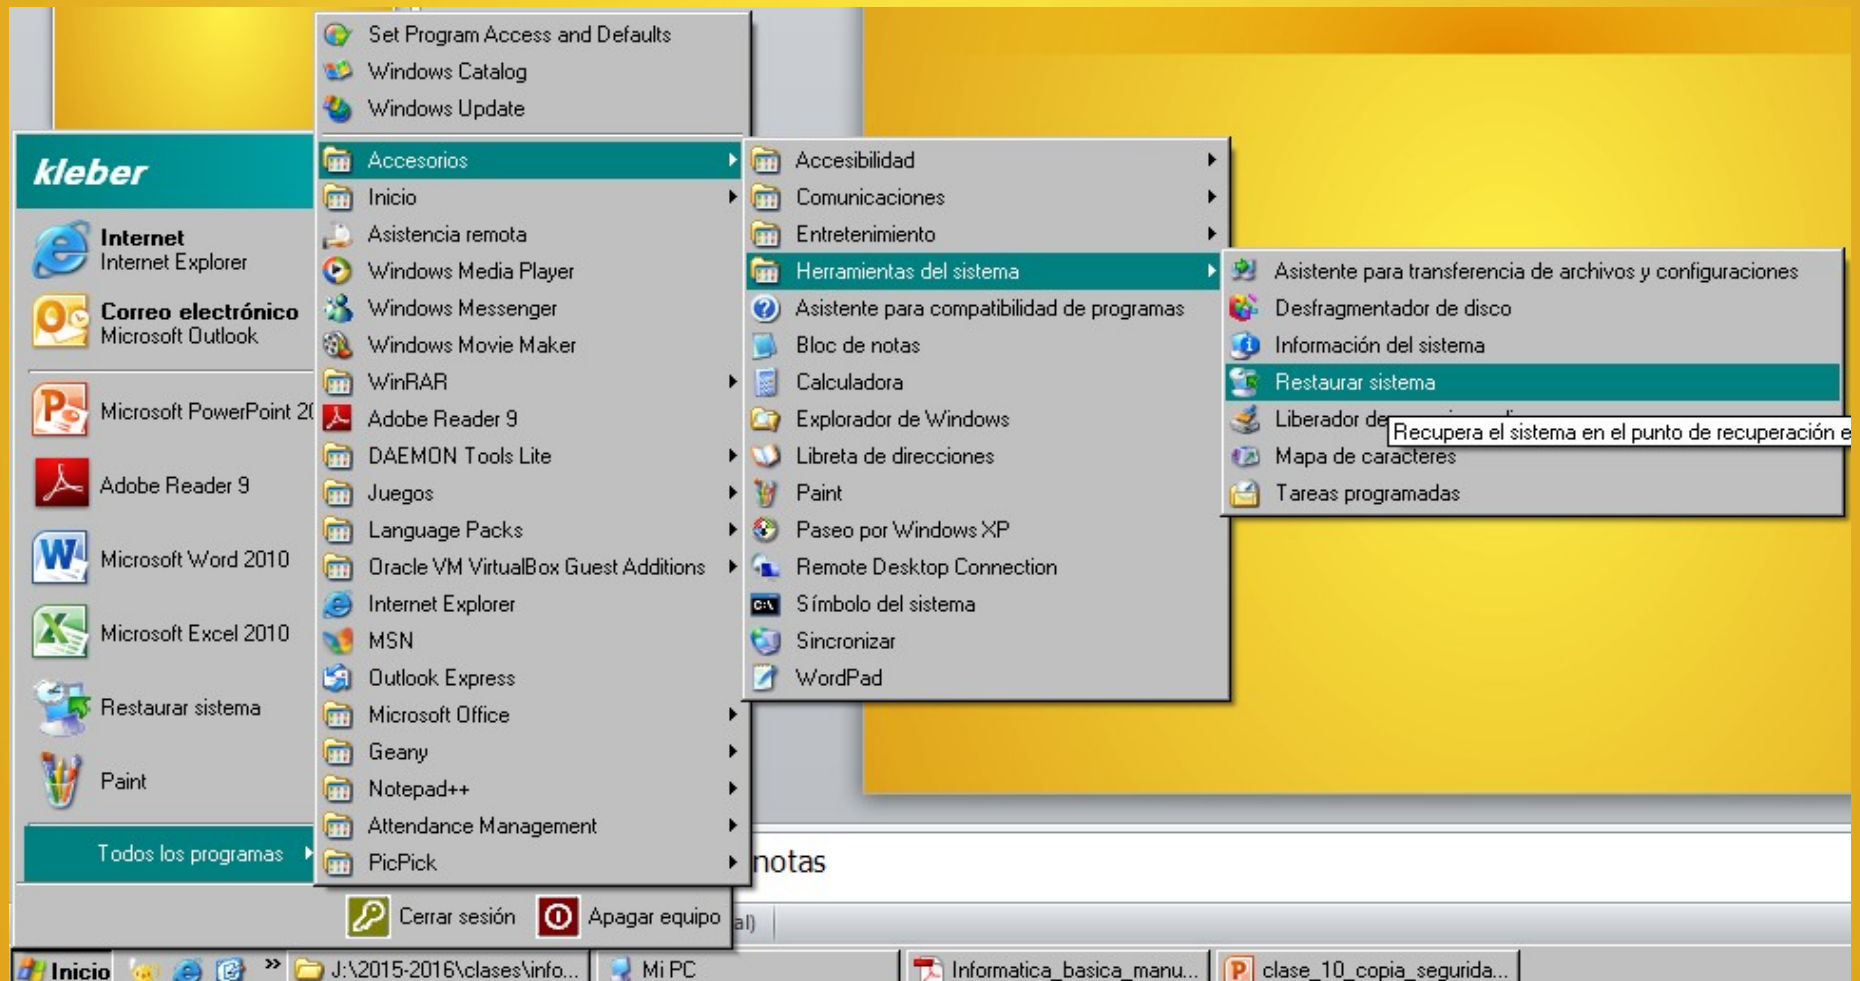 kleber
Internet
Internet Explorer
Correo electrónico
Microsoft Outlook
Microsoft PowerPoint
Adobe Reader 9
Microsoft Word 2010
Microsoft Excel 2010
Restaurar sistema
Paint
Todos los programas
Set Program Access and Defaults
Windows Catalog
Windows Update
Accesorios
Inicio
Asistencia remota
Windows Media Player
Windows Messenger
Windows Movie Maker
WinRAR
Adobe Reader 9
DAEMON Tools Lite
Juegos
Language Packs
Oracle VM VirtualBox Guest Additions
Internet Explorer
MSN
Outlook Express
Microsoft Office
Geany
Notepad++
Attendance Management
PicPick
Accesibilidad
Comunicaciones
Entretenimiento
Herramientas del sistema
Asistente para compatibilidad de programas
Bloc de notas
Calculadora
Explorador de Windows
Libreta de direcciones
Paint
Paseo por Windows XP
Remote Desktop Connection
Símbolo del sistema
Sincronizar
WordPad
Asistente para transferencia de archivos y configuraciones
Desfragmentador de disco
Información del sistema
Restaurar sistema
Liberador de
Recupera el sistema en el punto de recuperación e
Mapa de caracteres
Tareas programadas
notas
Cerrar sesión
Apagar equipo
al)
Inicio
J:\2015-2016\clases\info...
Mi PC
Informatica_basica_manu...
clase_10_copia_segurida...